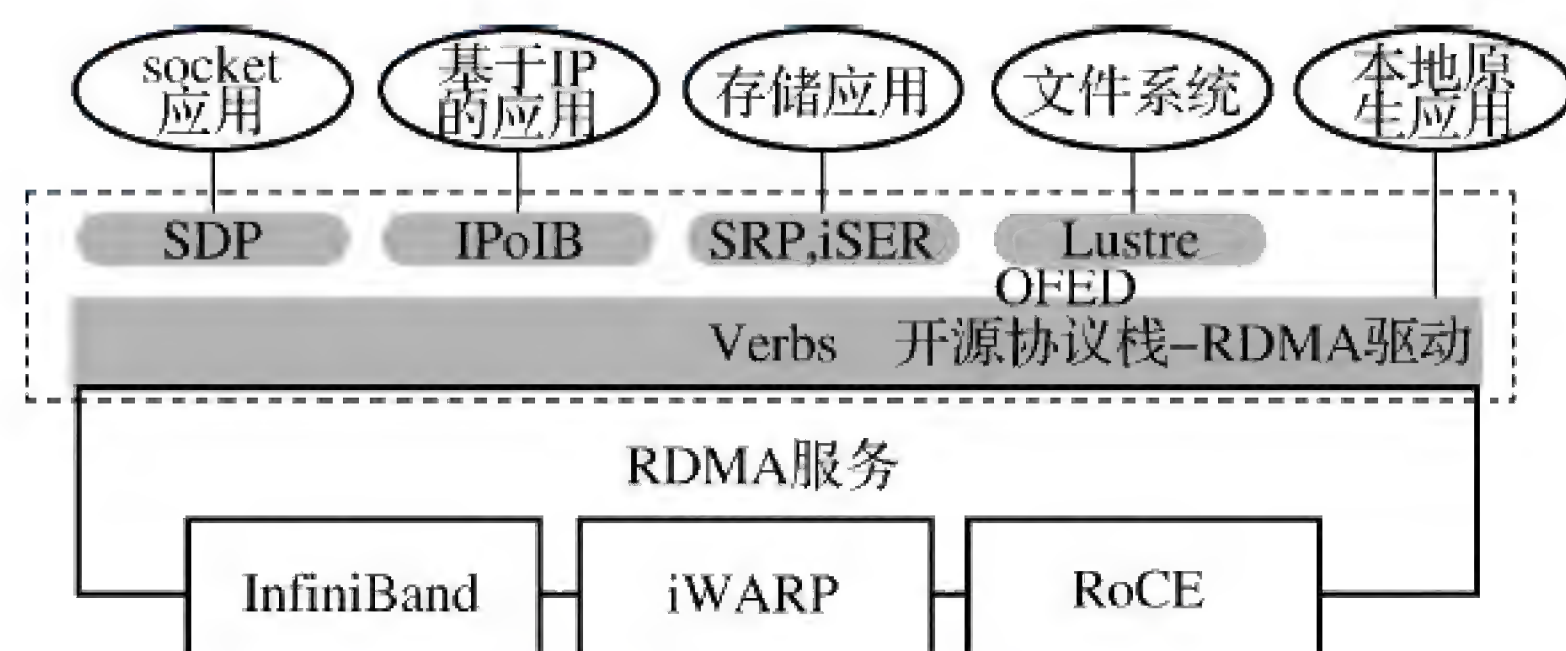 socket
应用
基于IP
的应用
存储应用
文件系统
本地原
生应用
SDP
IPoIB
SRP,iSER
Lustre
OFED
Verbs 开源协议栬-RDMA驱动
RDMA服务
InfiniBand
iWARP
RoCE